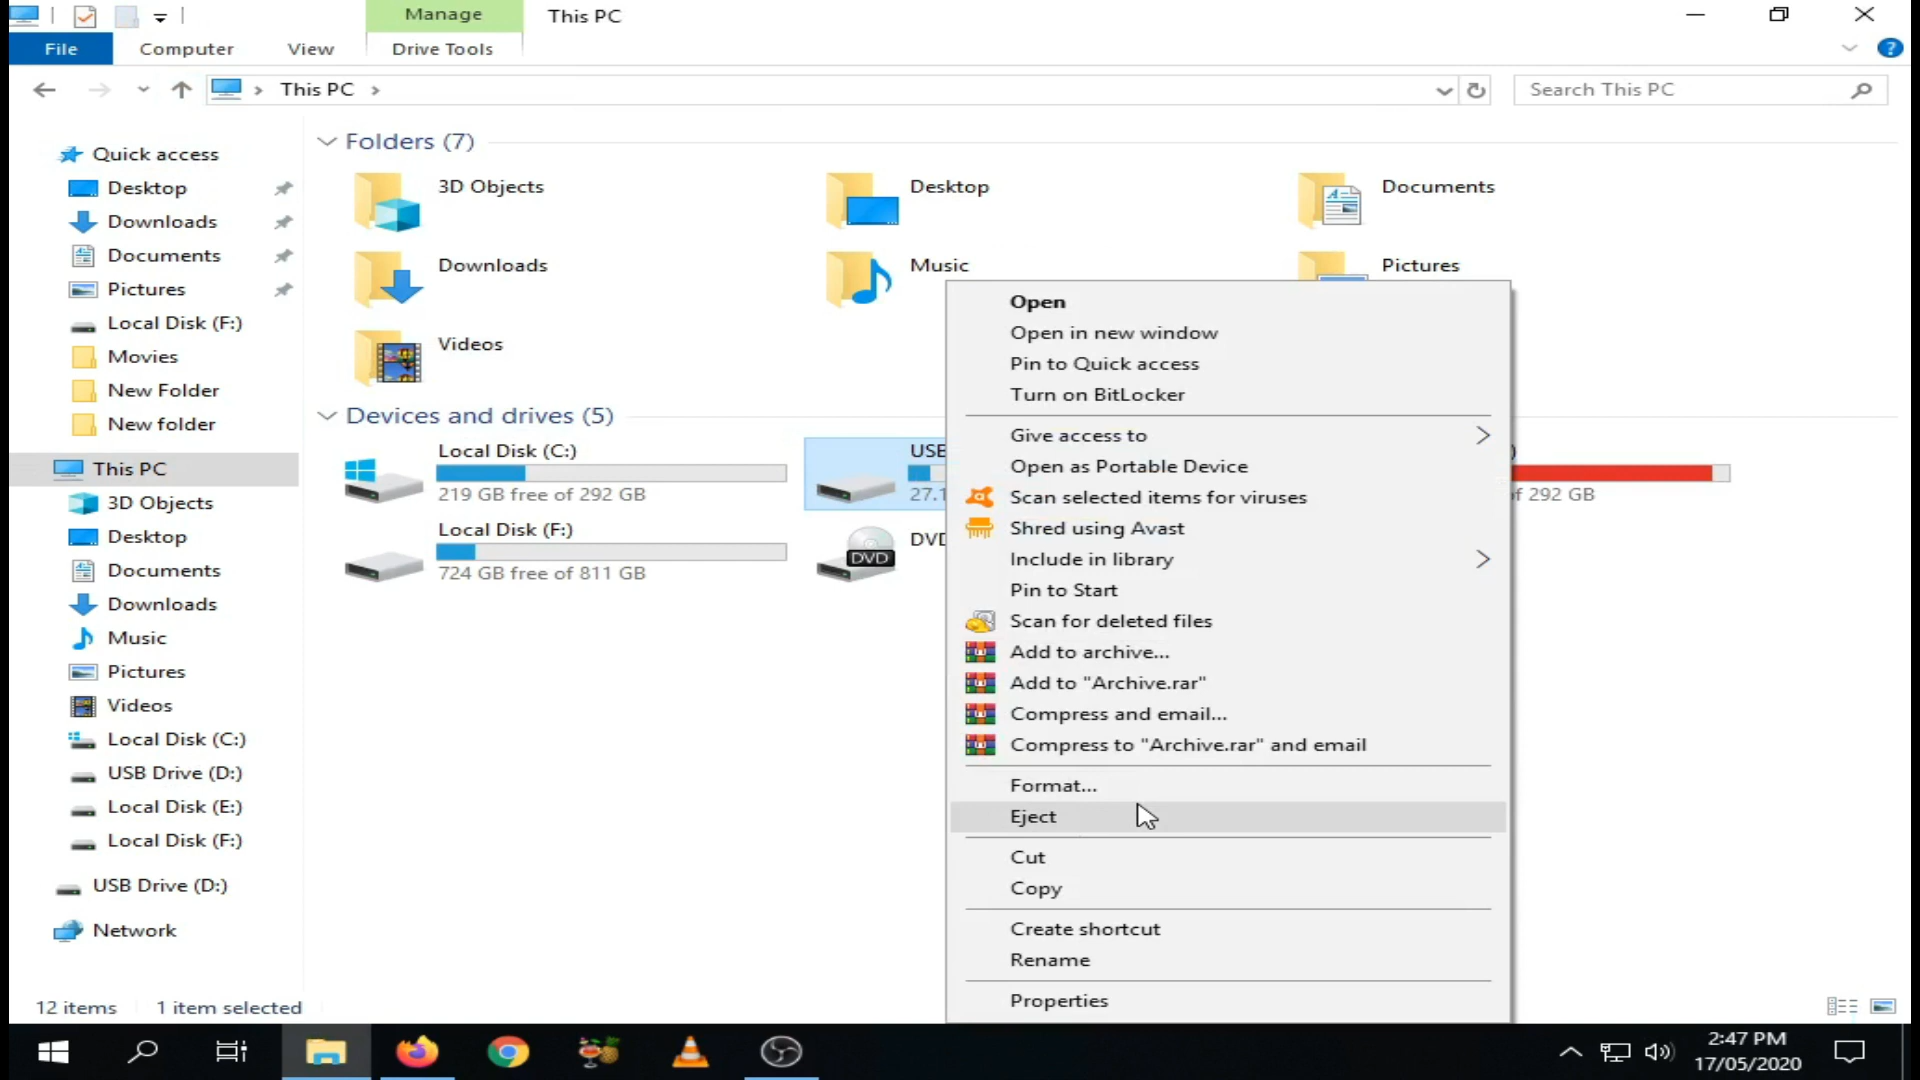 Manage
This PC
File
Computer
View
Drive Tools
?
This PC
Search This PC
Quick access
Desktop
Downloads
Documents
Pictures
Local Disk (F:)
Movies
New Folder
New folder
This PC
3D Objects
Desktop
Documents
Downloads
Music
Pictures
Videos
Local Disk (C:)
USB Drive (D:)
Local Disk (E:)
Local Disk (F:)
USB Drive (D:)
Network
Folders (7)
3D Objects
Desktop
Documents
Downloads
Music
Pictures
Videos
Devices and drives (5)
Local Disk (C:)
219 GB free of 292 GB
USB
27.1
)
of 292 GB
Local Disk (F:)
724 GB free of 811 GB
DVD
DVD
Open
Open in new window
Pin to Quick access
Turn on BitLocker
Give access to
Open as Portable Device
Scan selected items for viruses
Shred using Avast
Include in library
Pin to Start
Scan for deleted files
Add to archive...
Add to "Archive.rar"
Compress and email...
Compress to "Archive.rar" and email
Format...
Eject
Cut
Copy
Create shortcut
Rename
Properties
12 items
1 item selected
2:47 PM
17/05/2020